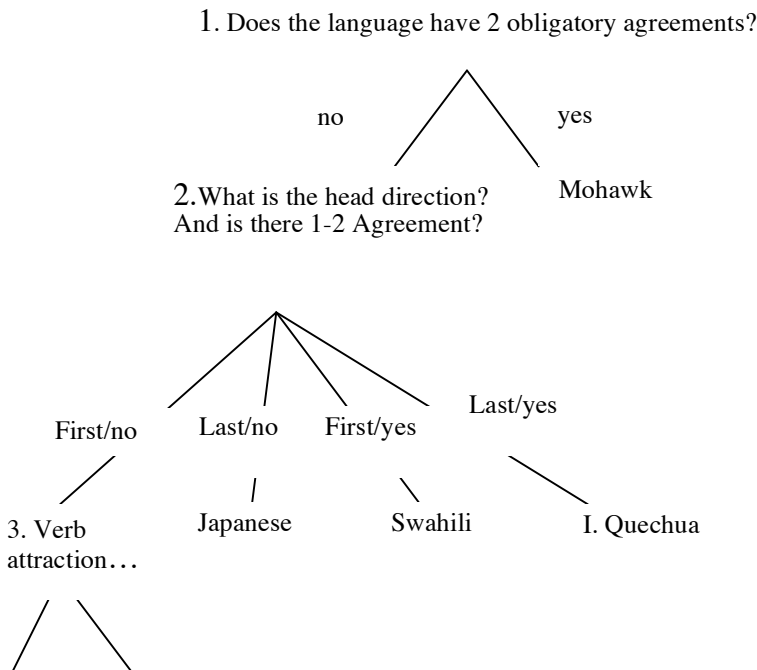 1. Does the language have 2 obligatory agreements?
no
yes
2.What is the head direction?
And is there 1-2 Agreement?
Mohawk
First/no
Last/no
First/yes
Last/yes
3. Verb
attraction…
Japanese
Swahili
I. Quechua